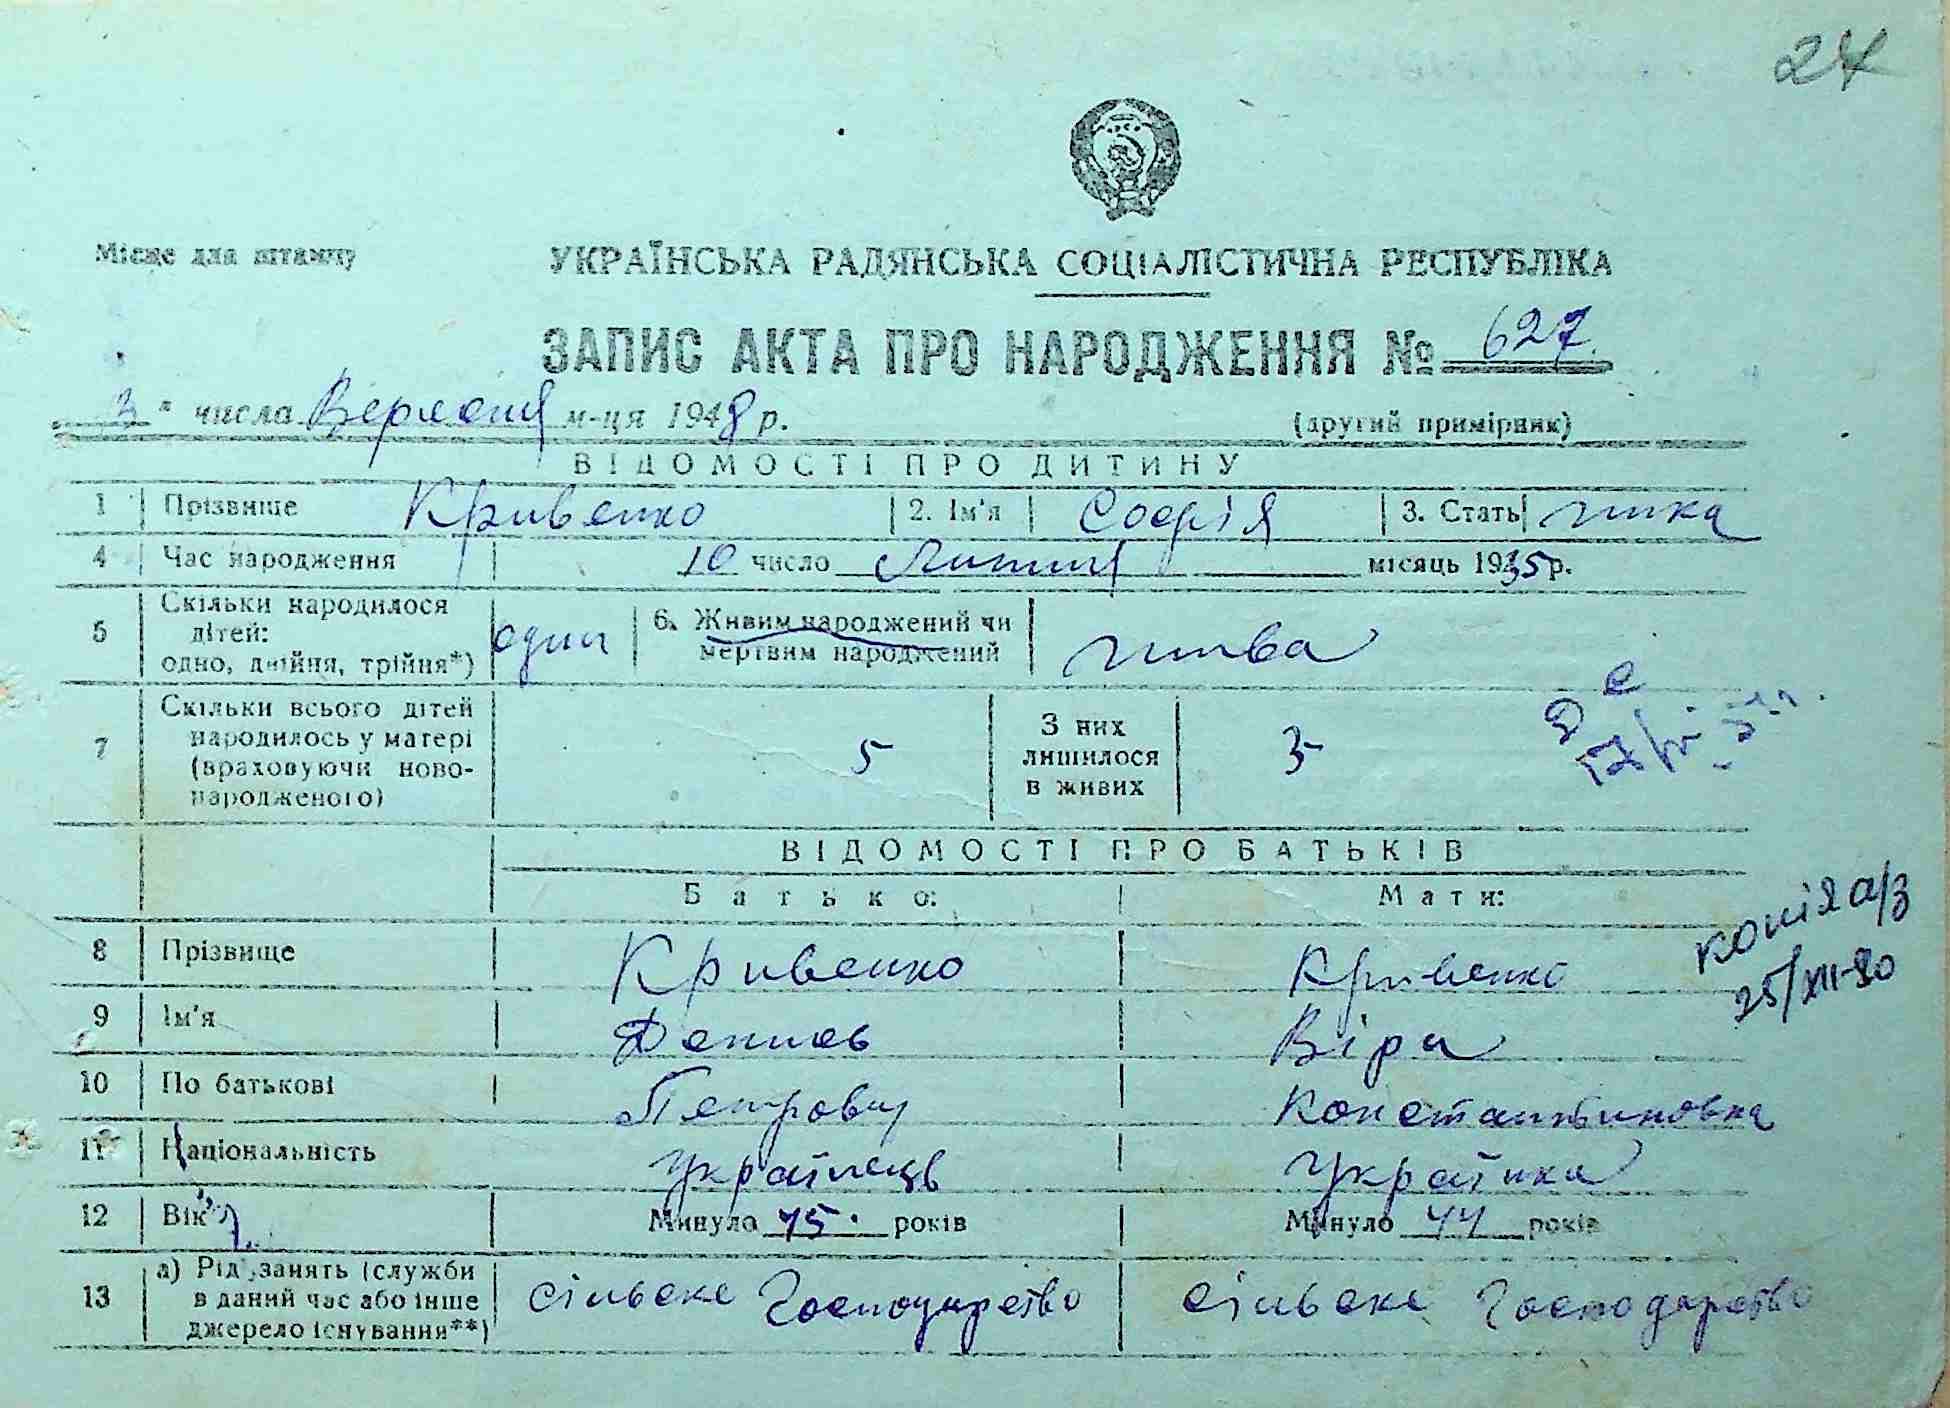 24
Місце для штампу
УКРАЇНСЬКА РАДЯНСЬКА СОЦІАЛІСТИЧНА РЕСПУБЛІКА
ЗАПИС АКТА ПРО НАРОДЖЕННЯ № 627
3 " числа Вересня м-ця 1948 р. (другий примірник)
ВІДОМОСТІ ПРО ДИТИНУ
1 Прізвище Кривенко 2. Ім'я Софія 3. Стать
4 Час народження 10 число Липня місяць 1935 р.
5 Скільки народилося
дітей:
одно, двійня, трійня*) один 6. Живим народжений чи
мертвим народжений жива
7 Скільки всього дітей
народилось у матері
(враховуючи ново-
народженого) 5 З них
лишилося
в живих 3
ВІДОМОСТІ ПРО БАТЬКІВ
Батько: Мати:
копія а/з
25/XII-80
8 Прізвище Кривенко Кривенко
9 Ім'я Денис Віра
10 По батькові Петрович Константиновна
11 Національність Українець Українка
12 Вік Минуло 45 років Минуло 44 років
13 а) Рід занять (служби
в даний час або інше
джерело існування**) сільске господарство сільске господарство